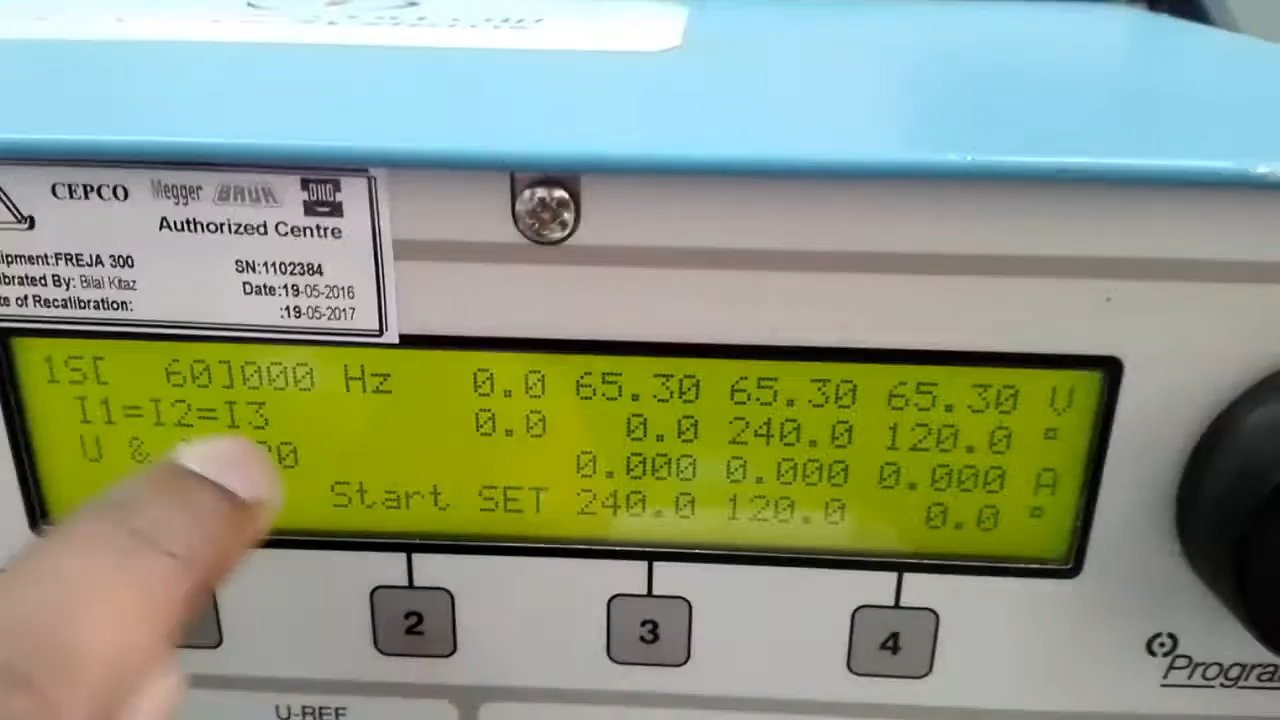 CEPCO Megger
Authorized Centre
ipment:FREJA 300 SN:1102384
brated By: Bilal Kitaz Date:19-05-2016
te of Recalibration: :19-05-2017
1S[ 60]000 Hz 0.0 65.30 65.30 65.30 V
I1=I2=I3 0.0 0.0 240.0 120.0 °
U & 0.000 0.000 0.000 A
Start SET 240.0 120.0 0.0 °
2 3 4
Progra
U-REF